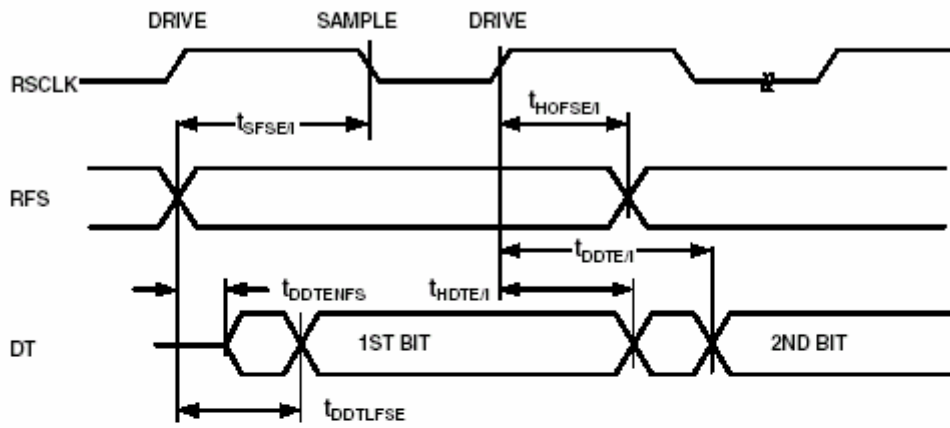 DRIVE SAMPLE DRIVE
RSCLK
tHOFSE/I
tSFSE/I
RFS
tDDTE/I
tDDTENFS tHDTE/I
DT 1ST BIT 2ND BIT
tDDTLFSE